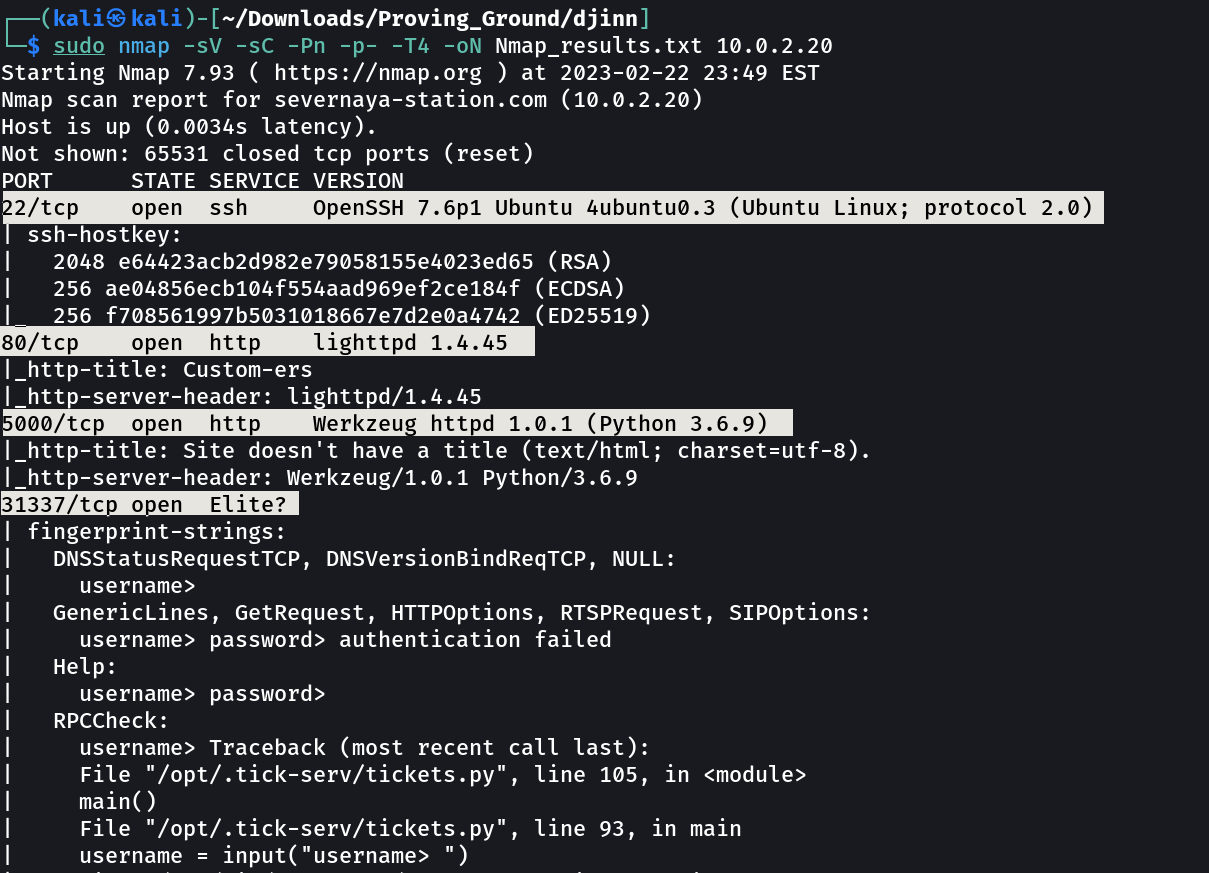 ┌──(kali㉿kali)-[~/Downloads/Proving_Ground/djinn]
└─$ sudo nmap -sV -sC -Pn -p- -T4 -oN Nmap_results.txt 10.0.2.20
Starting Nmap 7.93 ( https://nmap.org ) at 2023-02-22 23:49 EST
Nmap scan report for severnaya-station.com (10.0.2.20)
Host is up (0.0034s latency).
Not shown: 65531 closed tcp ports (reset)
PORT      STATE SERVICE VERSION
22/tcp    open  ssh     OpenSSH 7.6p1 Ubuntu 4ubuntu0.3 (Ubuntu Linux; protocol 2.0)
| ssh-hostkey:
|   2048 e64423acb2d982e79058155e4023ed65 (RSA)
|   256 ae04856ecb104f554aad969ef2ce184f (ECDSA)
|_  256 f708561997b5031018667e7d2e0a4742 (ED25519)
80/tcp    open  http    lighttpd 1.4.45
|_http-title: Custom-ers
|_http-server-header: lighttpd/1.4.45
5000/tcp  open  http    Werkzeug httpd 1.0.1 (Python 3.6.9)
|_http-title: Site doesn't have a title (text/html; charset=utf-8).
|_http-server-header: Werkzeug/1.0.1 Python/3.6.9
31337/tcp open  Elite?
| fingerprint-strings:
|   DNSStatusRequestTCP, DNSVersionBindReqTCP, NULL:
|     username>
|   GenericLines, GetRequest, HTTPOptions, RTSPRequest, SIPOptions:
|     username> password> authentication failed
|   Help:
|     username> password>
|   RPCCheck:
|     username> Traceback (most recent call last):
|     File "/opt/.tick-serv/tickets.py", line 105, in <module>
|     main()
|     File "/opt/.tick-serv/tickets.py", line 93, in main
|     username = input("username> ")